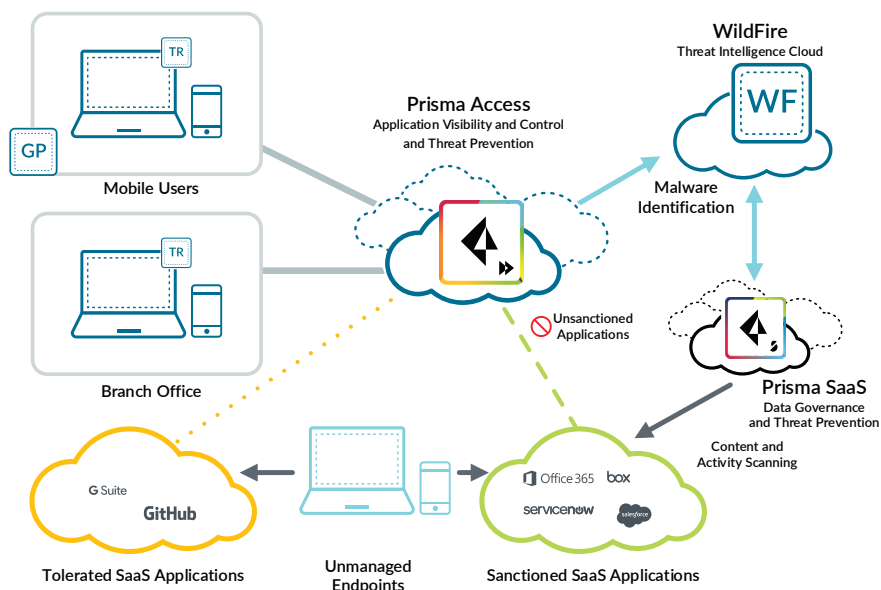 WildFire
Threat Intelligence Cloud
WF
TR
GP
Mobile Users
Prisma Access
Application Visibility and Control
and Threat Prevention
Malware
Identification
TR
Branch Office
Unsanctioned
Applications
Prisma SaaS
Data Governance
and Threat Prevention
Content and
Activity Scanning
G Suite
GitHub
Tolerated SaaS Applications
Unmanaged
Endpoints
Office 365
box
servicenow
salesforce
Sanctioned SaaS Applications